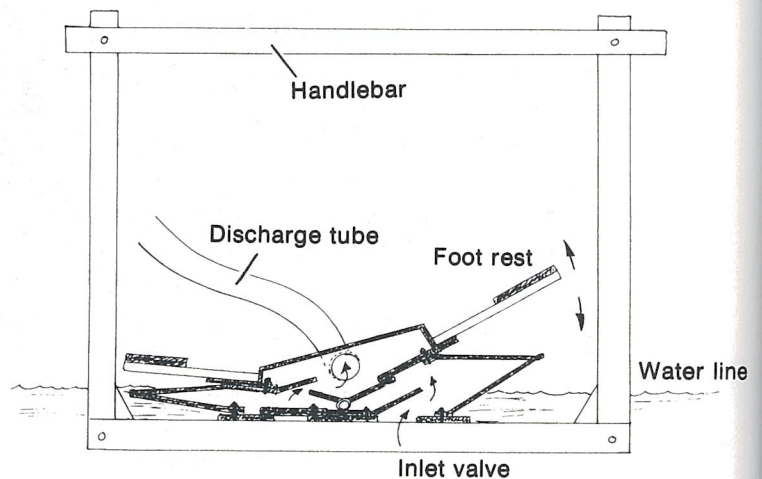 Handlebar
Discharge tube
Foot rest
Water line
Inlet valve